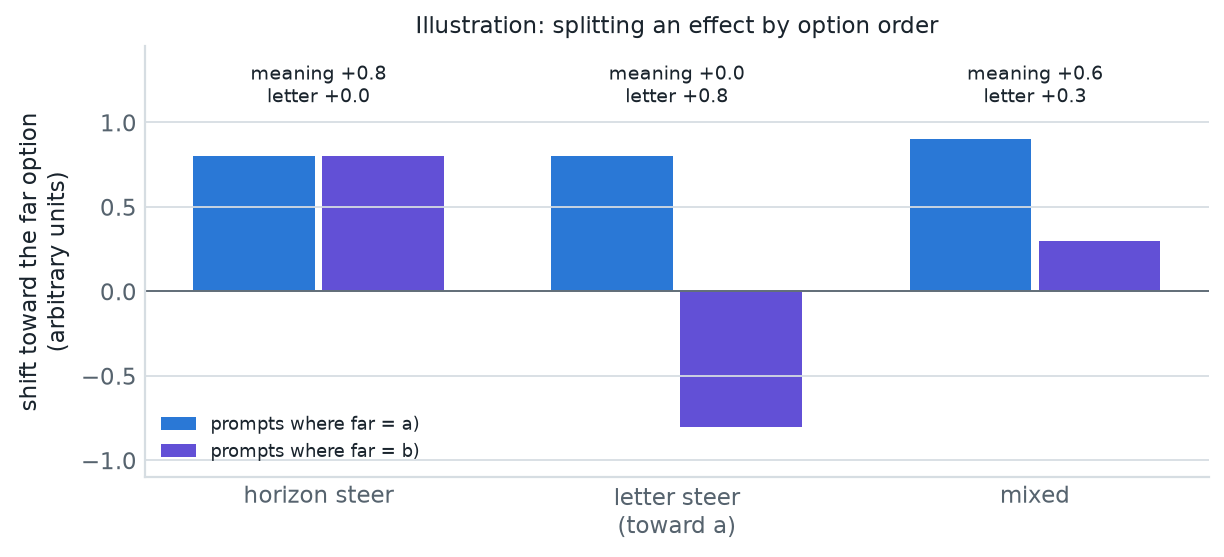 Illustration: splitting an effect by option order
meaning +0.8
letter +0.0
meaning +0.0
letter +0.8
meaning +0.6
letter +0.3
shift toward the far option
(arbitrary units)
1.0
0.5
0.0
−0.5
−1.0
prompts where far = a)
prompts where far = b)
horizon steer
letter steer
(toward a)
mixed